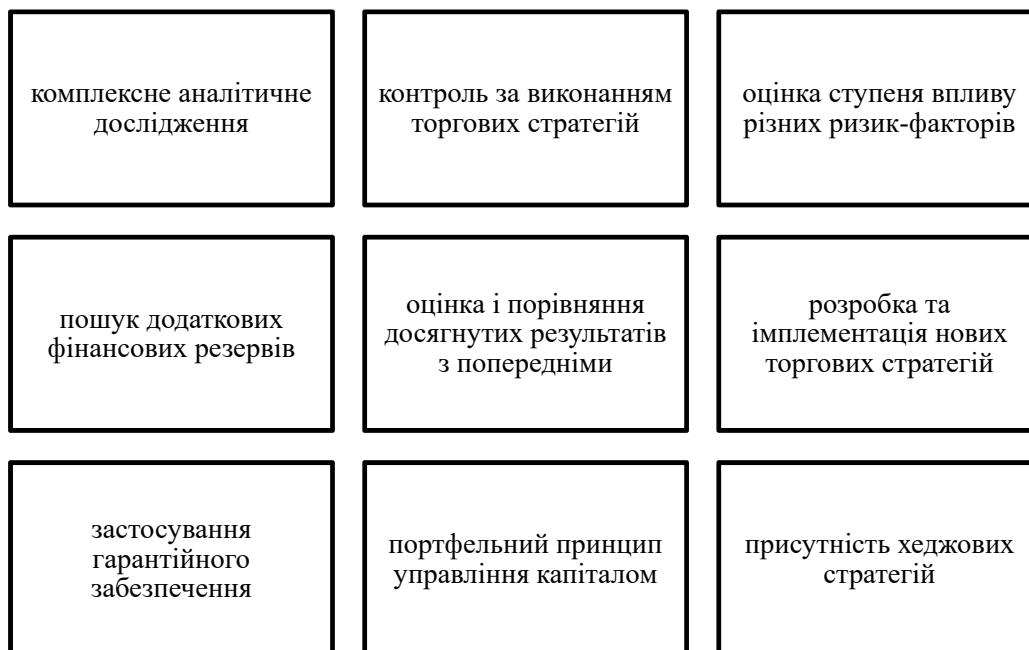 комплексне аналітичне
дослідження
контроль за виконанням
торгових стратегій
оцінка ступеня впливу
різних ризик-факторів
пошук додаткових
фінансових резервів
оцінка і порівняння
досягнутих результатів
з попередніми
розробка та
імплементація нових
торгових стратегій
застосування
гарантійного
забезпечення
портфельний принцип
управління капіталом
присутність хеджових
стратегій